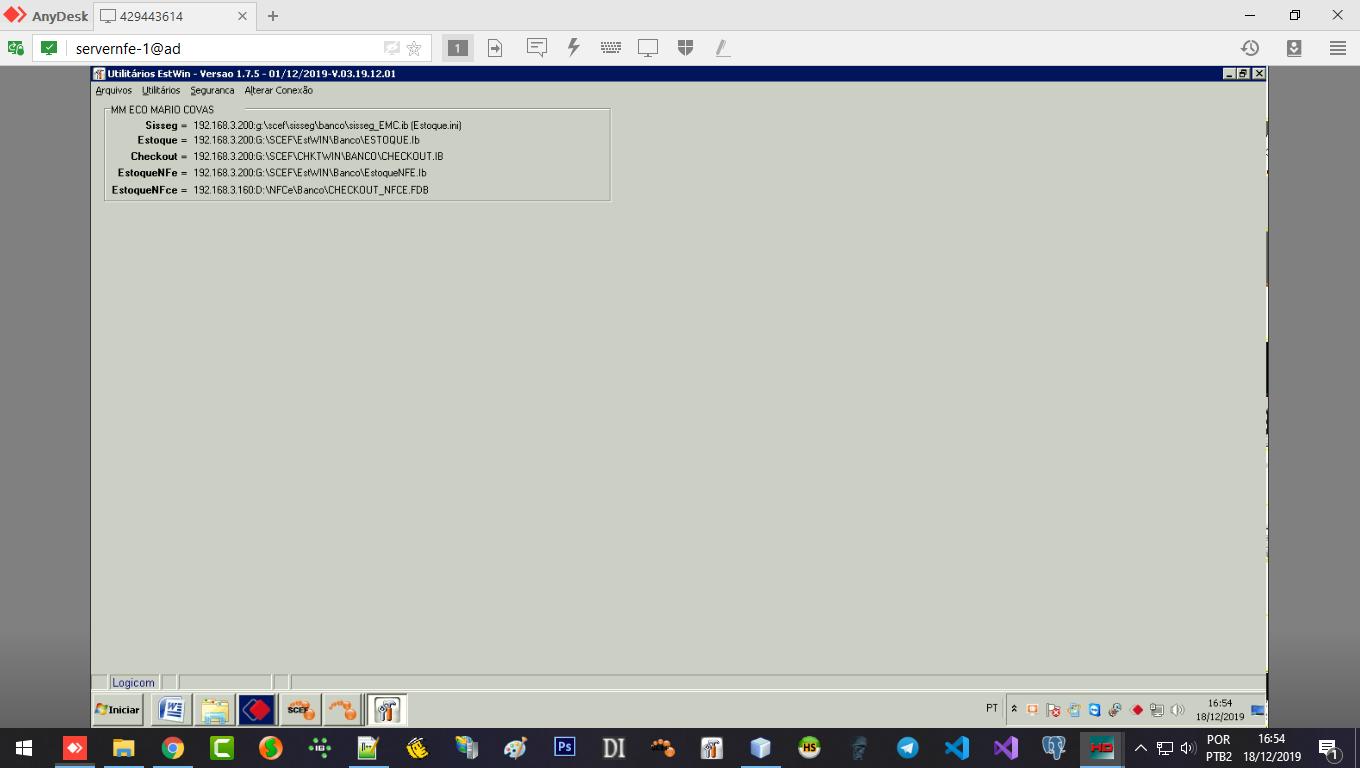 AnyDesk 429443614
servernfe-1@ad 1
Utilitários EstWin - Versao 1.7.5 - 01/12/2019-V.03.19.12.01
Arquivos Utilitários Seguranca Alterar Conexão
MM ECO MARIO COVAS
Sisseg = 192.168.3.200:g:\scef\sisseg\banco\sisseg_EMC.ib (Estoque.ini)
Estoque = 192.168.3.200:G:\SCEF\EstWIN\Banco\ESTOQUE.Ib
Checkout = 192.168.3.200:G:\SCEF\CHKTWIN\BANCO\CHECKOUT.IB
EstoqueNFe = 192.168.3.200:G:\SCEF\EstWIN\Banco\EstoqueNFE.Ib
EstoqueNFce = 192.168.3.160:D:\NFCe\Banco\CHECKOUT_NFCE.FDB
Logicom
Iniciar SCEF PT 16:54
18/12/2019
Ps DI HS HD POR 16:54
PTB2 18/12/2019 1